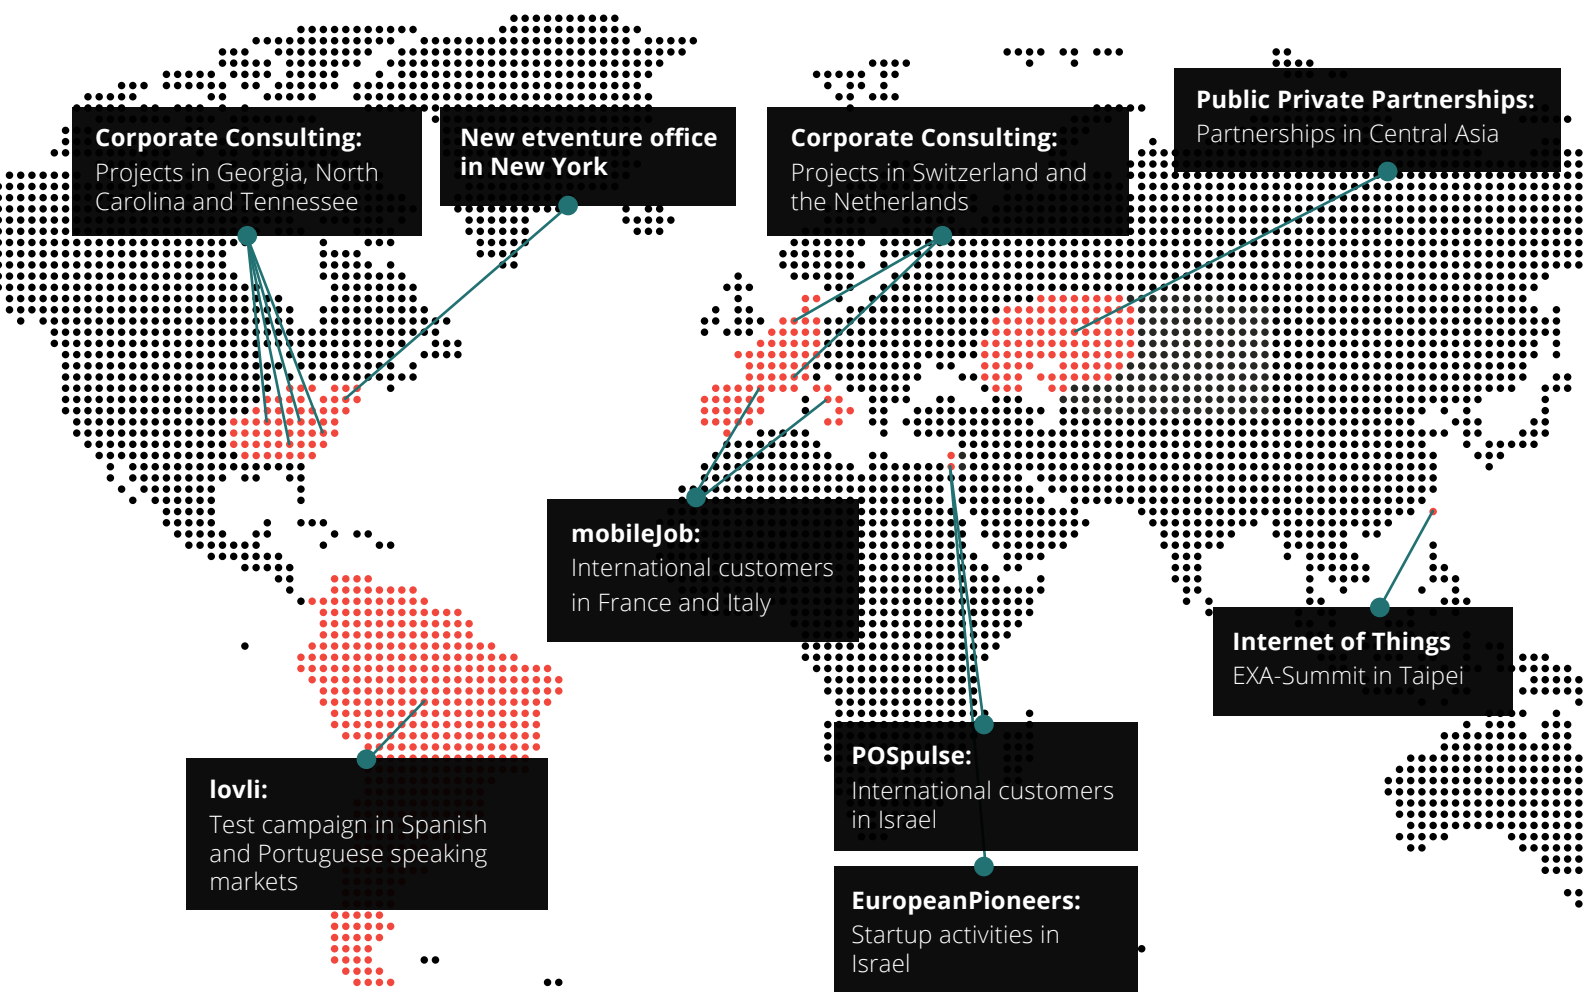 Corporate Consulting:
Projects in Georgia, North
Carolina and Tennessee
New etventure office
in New York
Corporate Consulting:
Projects in Switzerland and
the Netherlands
Public Private Partnerships:
Partnerships in Central Asia
mobileJob:
International customers
in France and Italy
Internet of Things
EXA-Summit in Taipei
lovli:
Test campaign in Spanish
and Portuguese speaking
markets
POSpulse:
International customers
in Israel
EuropeanPioneers:
Startup activities in
Israel